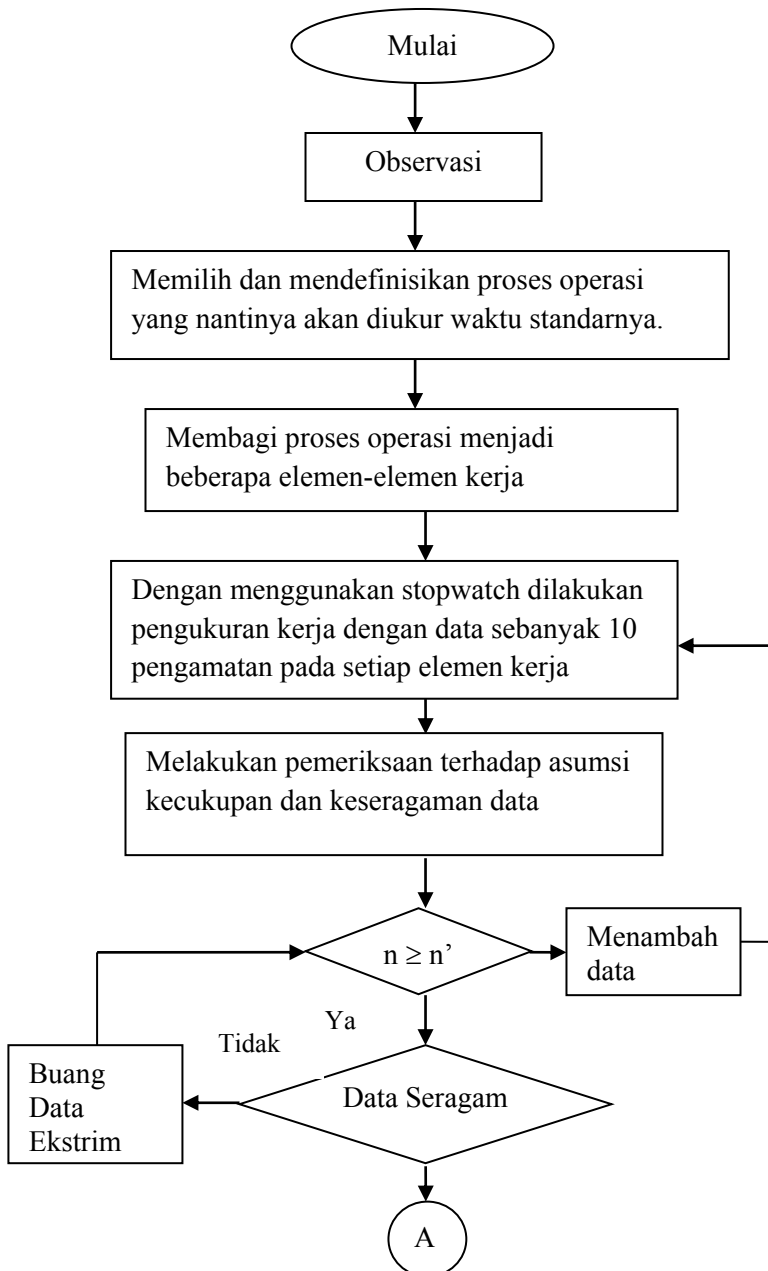 Mulai
Observasi
Memilih dan mendefinisikan proses operasi
yang nantinya akan diukur waktu standarnya.
Membagi proses operasi menjadi
beberapa elemen-elemen kerja
Dengan menggunakan stopwatch dilakukan
pengukuran kerja dengan data sebanyak 10
pengamatan pada setiap elemen kerja
Melakukan pemeriksaan terhadap asumsi
kecukupan dan keseragaman data
n ≥ n’
Menambah
data
Ya
Tidak
Buang
Data
Ekstrim
Data Seragam
A